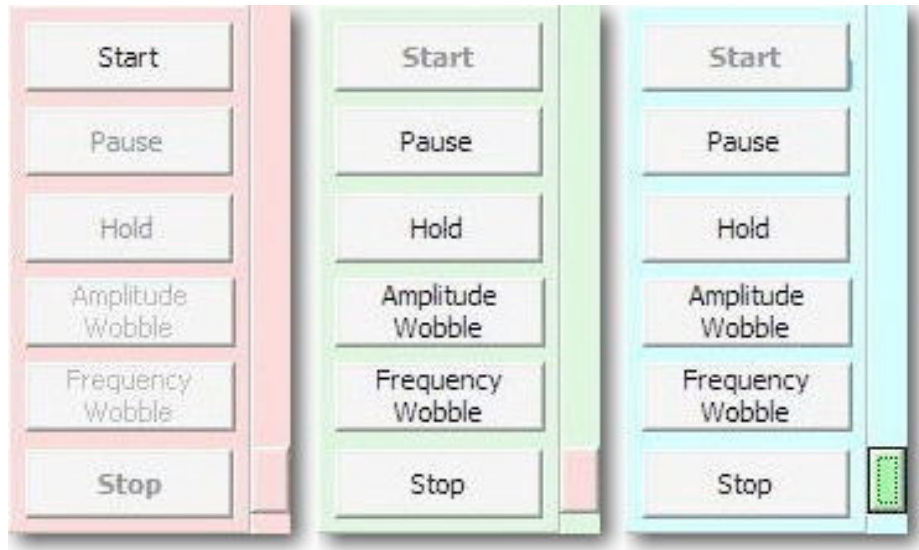 Start
Pause
Hold
Amplitude
Wobble
Frequency
Wobble
Stop
Start
Pause
Hold
Amplitude
Wobble
Frequency
Wobble
Stop
Start
Pause
Hold
Amplitude
Wobble
Frequency
Wobble
Stop